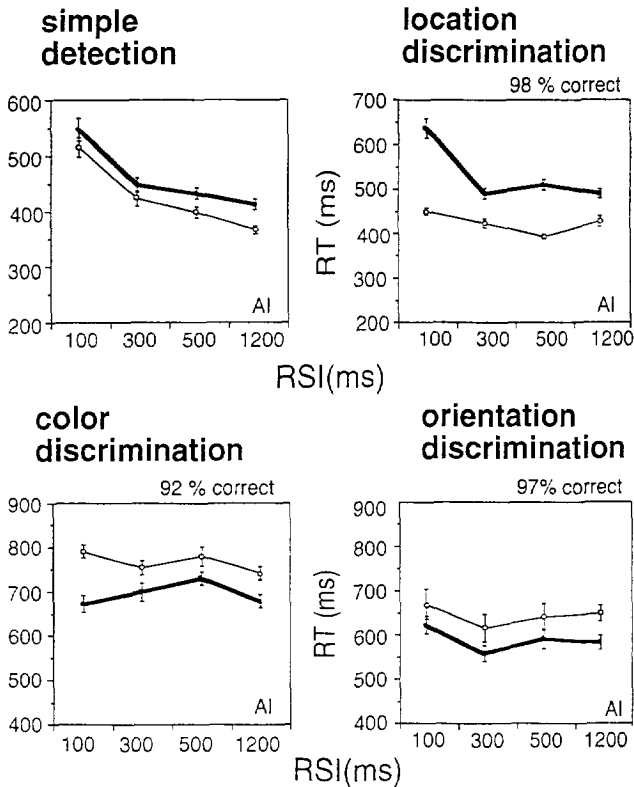 simple
detection
600
500
400
300
200
AI
100 300 500 1200
location
discrimination
98 % correct
700
600
500
400
300
200
RT (ms)
AI
100 300 500 1200
RSI(ms)
color
discrimination
92 % correct
900
800
700
600
500
400
AI
100 300 500 1200
orientation
discrimination
97% correct
900
800
700
600
500
400
RT (ms)
AI
100 300 500 1200
RSI(ms)